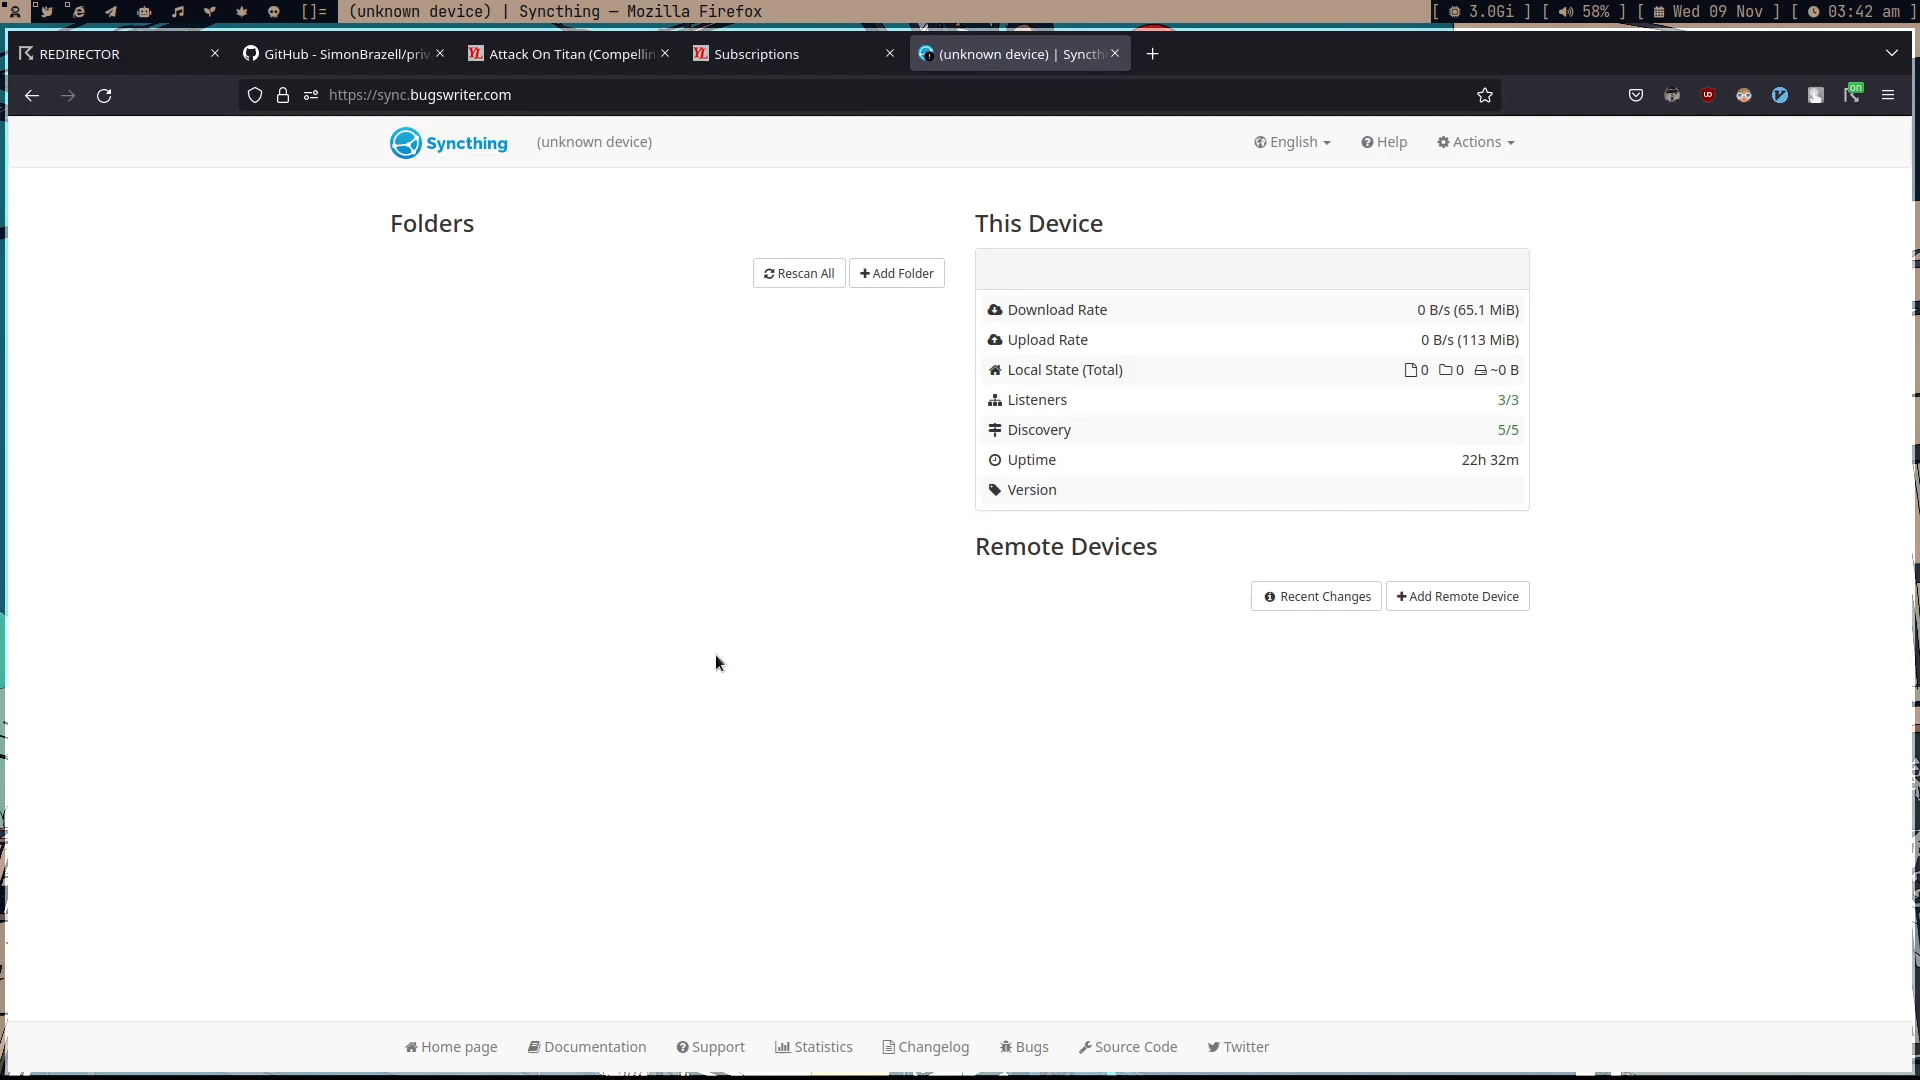 []= (unknown device) | Syncthing — Mozilla Firefox [ 3.0Gi ] [ 58% ] [ Wed 09 Nov ] [ 03:42 am ]
REDIRECTOR GitHub - SimonBrazell/priv Attack On Titan (Compellin Subscriptions (unknown device) | Syncth
https://sync.bugswriter.com on
Syncthing (unknown device) English Help Actions
Folders
Rescan All Add Folder
This Device
Download Rate 0 B/s (65.1 MiB)
Upload Rate 0 B/s (113 MiB)
Local State (Total) 0 0 ~0 B
Listeners 3/3
Discovery 5/5
Uptime 22h 32m
Version
Remote Devices
Recent Changes Add Remote Device
Home page Documentation Support Statistics Changelog Bugs Source Code Twitter